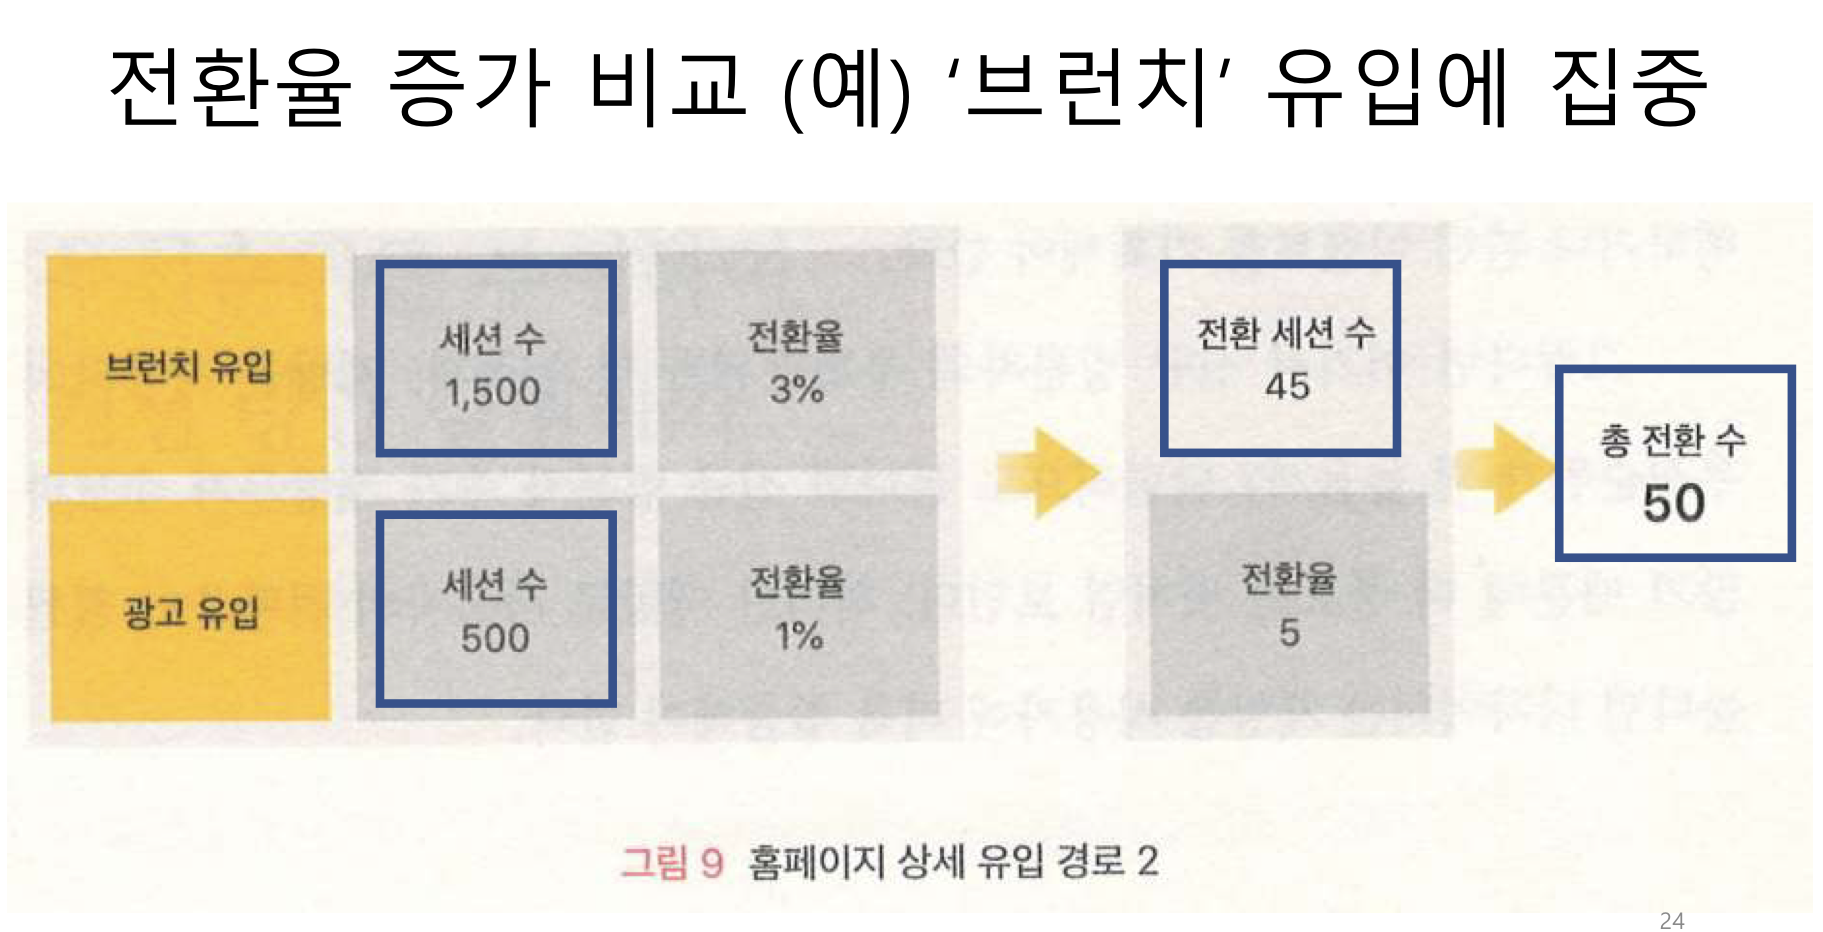 전환율 증가 비교 (예) ‘브런치’ 유입에 집중
브런치 유입
세션 수
1,500
전환율
3%
전환 세션 수
45
광고 유입
세션 수
500
전환율
1%
전환율
5
총 전환 수
50
그림 9 홈페이지 상세 유입 경로 2
24